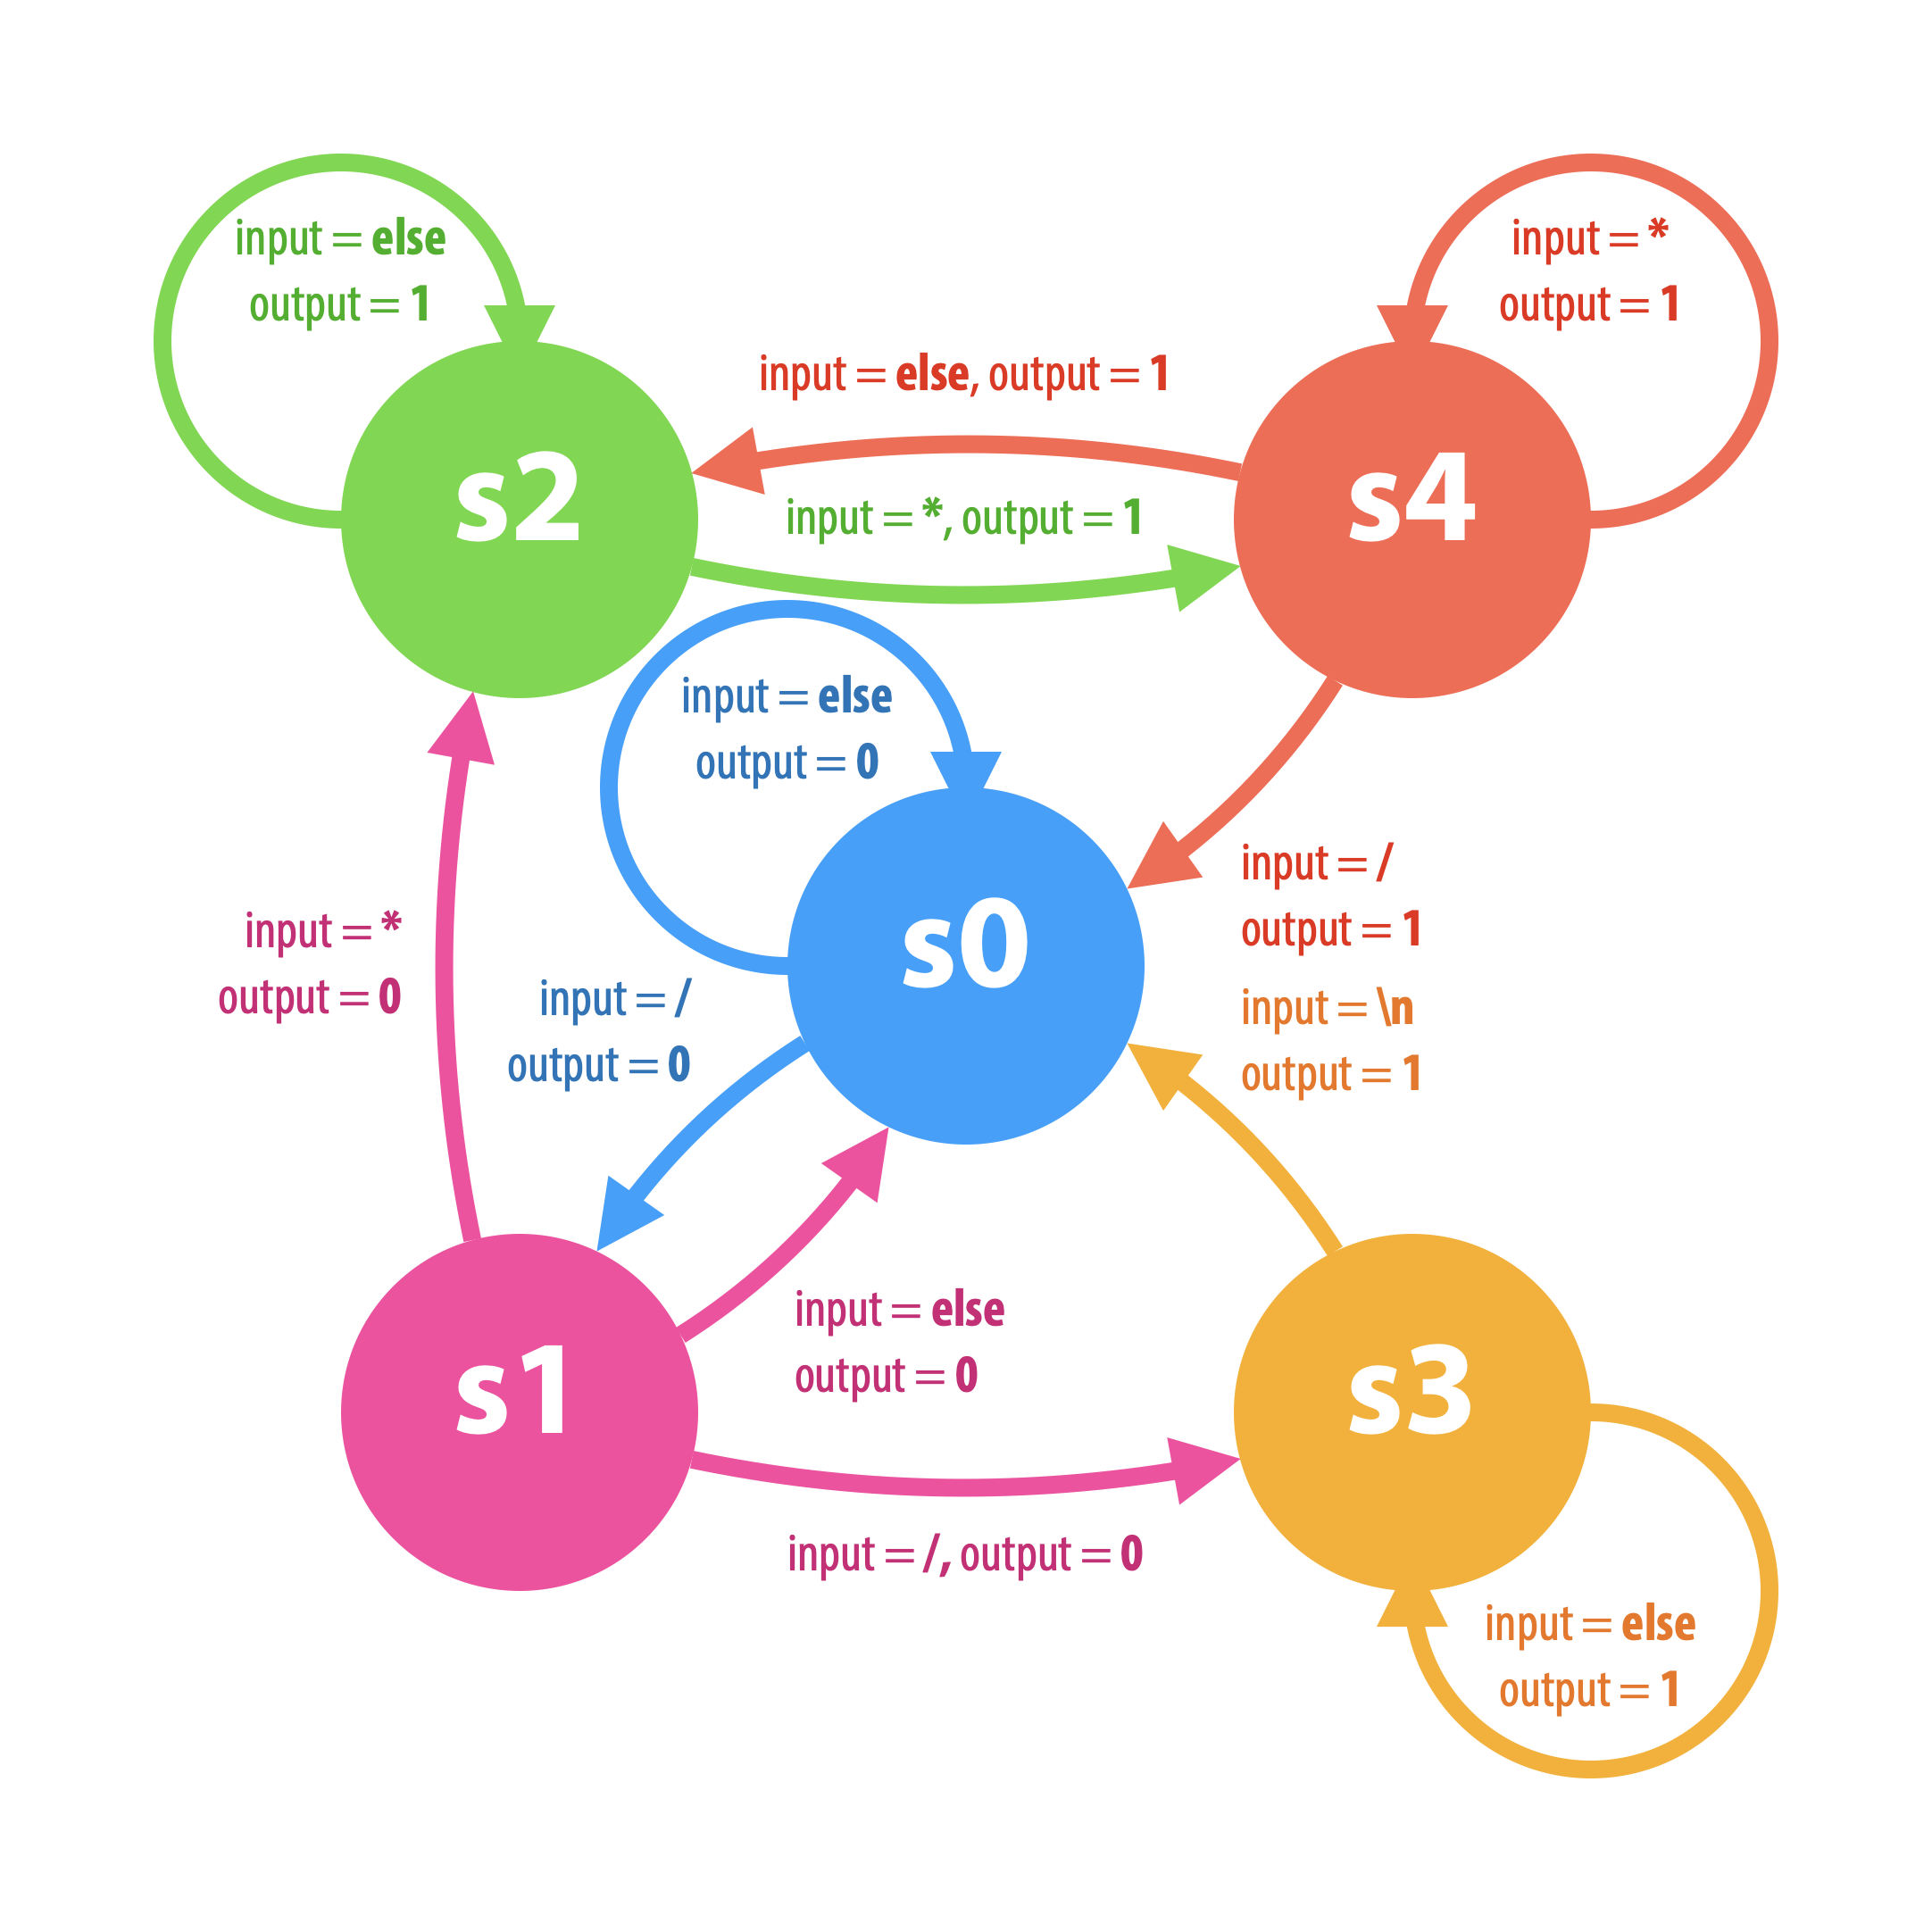 input = else
output = 1
input = *
output = 1
input = else, output = 1
s2
s4
input = *, output = 1
input = else
output = 0
input = /
output = 1
s0
input = *
output = 0
input = /
output = 0
input = \n
output = 1
input = else
output = 0
s1
s3
input = /, output = 0
input = else
output = 1